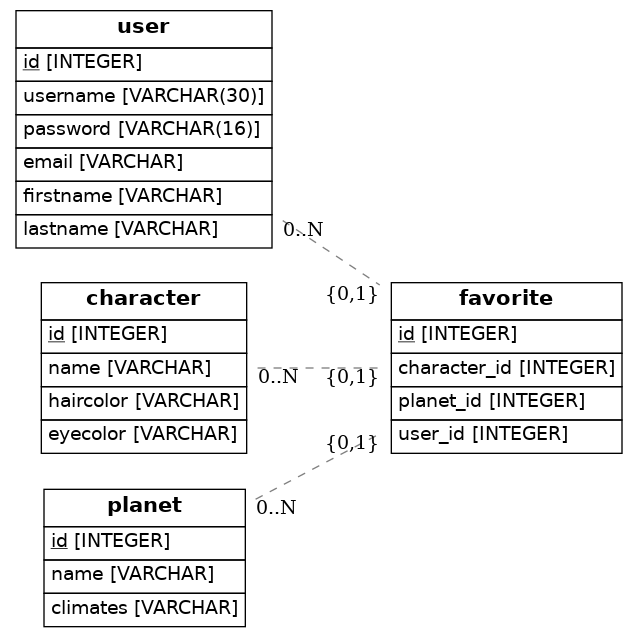 user
id [INTEGER]
username [VARCHAR(30)]
password [VARCHAR(16)]
email [VARCHAR]
firstname [VARCHAR]
lastname [VARCHAR]
0..N
{0,1}
character
id [INTEGER]
name [VARCHAR]
haircolor [VARCHAR]
eyecolor [VARCHAR]
0..N
{0,1}
favorite
id [INTEGER]
character_id [INTEGER]
planet_id [INTEGER]
user_id [INTEGER]
{0,1}
0..N
planet
id [INTEGER]
name [VARCHAR]
climates [VARCHAR]